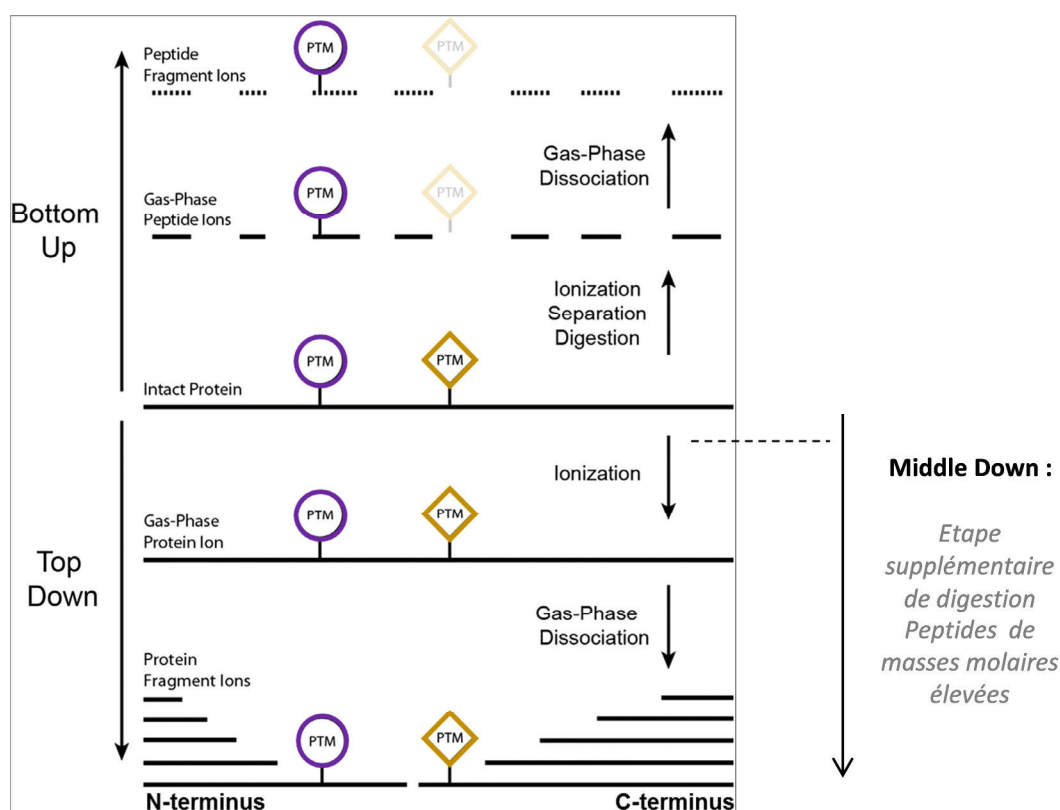 Peptide
Fragment Ions
PTM
PTM
Gas-Phase
Dissociation
Bottom
Up
Gas-Phase
Peptide Ions
PTM
PTM
Ionization
Separation
Digestion
Intact Protein
PTM
PTM
Ionization
Gas-Phase
Protein Ion
PTM
PTM
Top
Down
Gas-Phase
Dissociation
Protein
Fragment Ions
PTM
PTM
N-terminus
C-terminus
Middle Down :
Etape
supplémentaire
de digestion
Peptides de
masses molaires
élevées